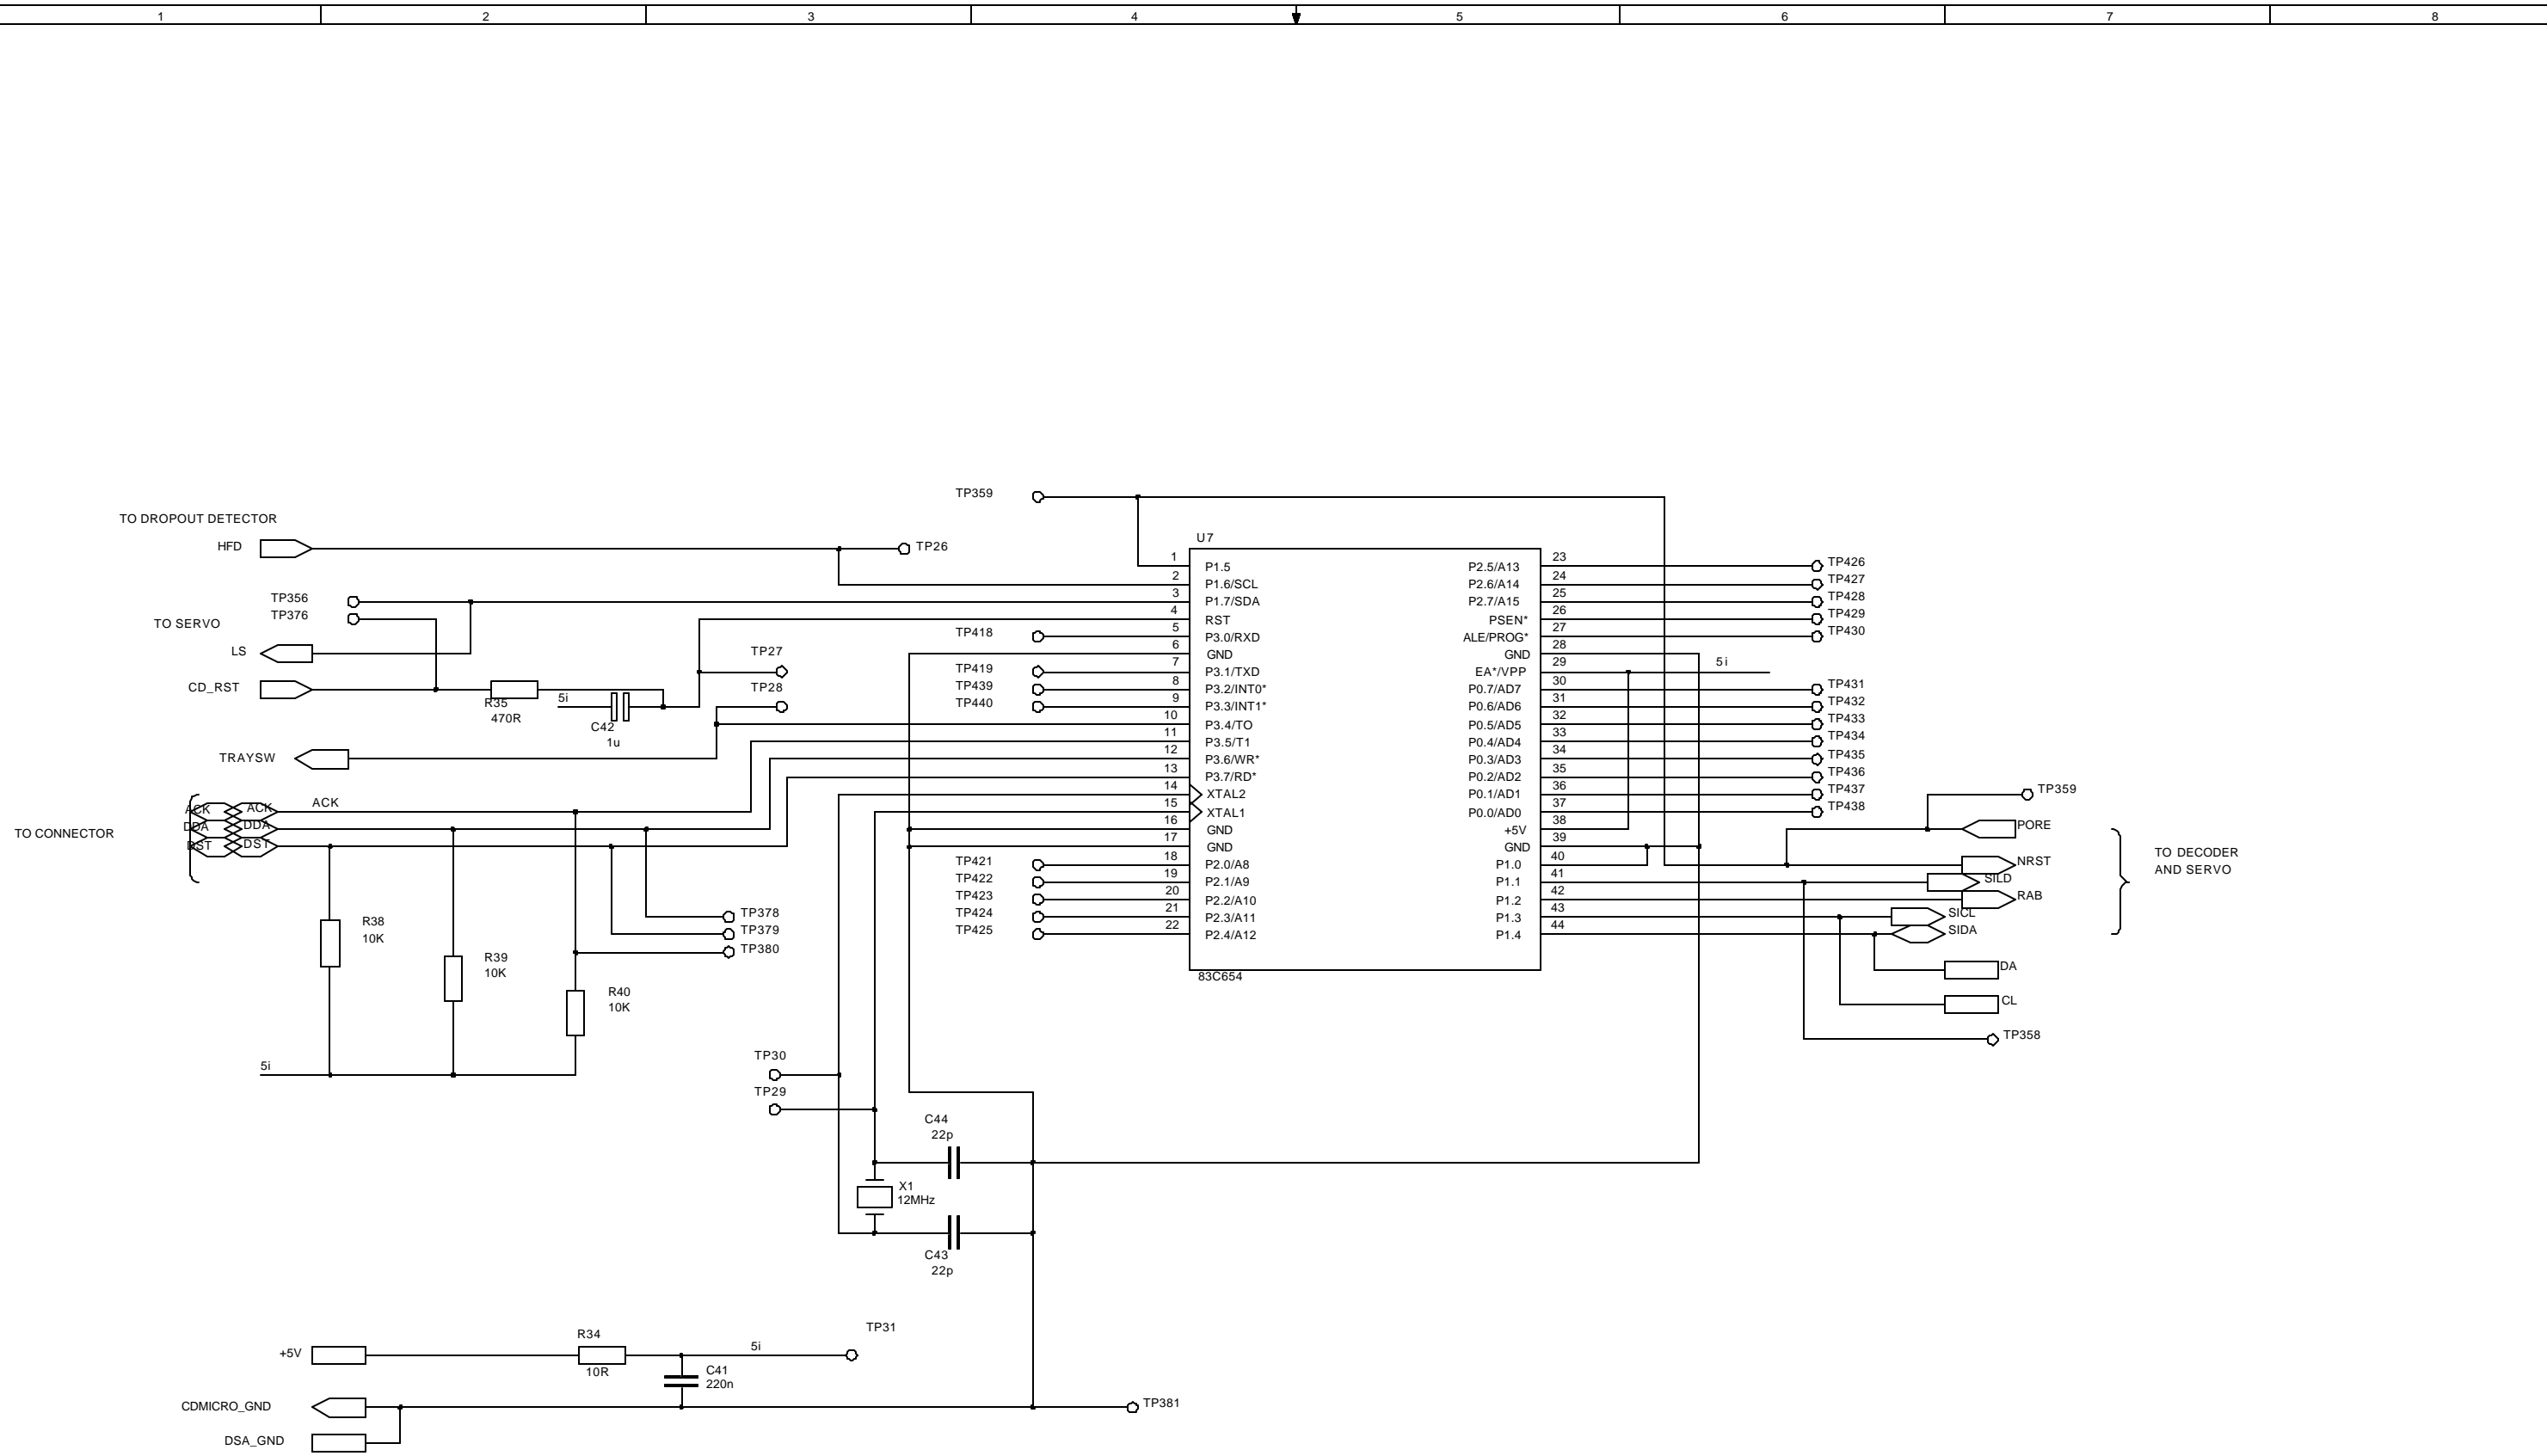 1 2 3 4 5 6 7 8
TP359
TO DROPOUT DETECTOR
HFD
TP26
TP356
TP376
TO SERVO
LS
CD_RST
R35
470R
5i
C42
1u
TP27
TP28
TRAYSW
TO CONNECTOR
ACK ACK ACK
DDA DDA
DST DST
R38
10K
R39
10K
R40
10K
5i
TP378
TP379
TP380
TP418
TP419
TP439
TP440
TP421
TP422
TP423
TP424
TP425
U7
1 P1.5 P2.5/A13 23
2 P1.6/SCL P2.6/A14 24
3 P1.7/SDA P2.7/A15 25
4 RST PSEN* 26
5 P3.0/RXD ALE/PROG* 27
6 GND GND 28
7 P3.1/TXD EA*/VPP 29
8 P3.2/INT0* P0.7/AD7 30
9 P3.3/INT1* P0.6/AD6 31
10 P3.4/TO P0.5/AD5 32
11 P3.5/T1 P0.4/AD4 33
12 P3.6/WR* P0.3/AD3 34
13 P3.7/RD* P0.2/AD2 35
14 XTAL2 P0.1/AD1 36
15 XTAL1 P0.0/AD0 37
16 GND +5V 38
17 GND GND 39
18 P2.0/A8 P1.0 40
19 P2.1/A9 P1.1 41
20 P2.2/A10 P1.2 42
21 P2.3/A11 P1.3 43
22 P2.4/A12 P1.4 44
83C654
TP426
TP427
TP428
TP429
TP430
5i
TP431
TP432
TP433
TP434
TP435
TP436
TP437
TP438
TP359
PORE
NRST
SILD
RAB
SICL
SIDA
TO DECODER
AND SERVO
DA
CL
TP358
TP30
TP29
C44
22p
X1
12MHz
C43
22p
TP31
+5V
R34
10R
5i
C41
220n
CDMICRO_GND
TP381
DSA_GND